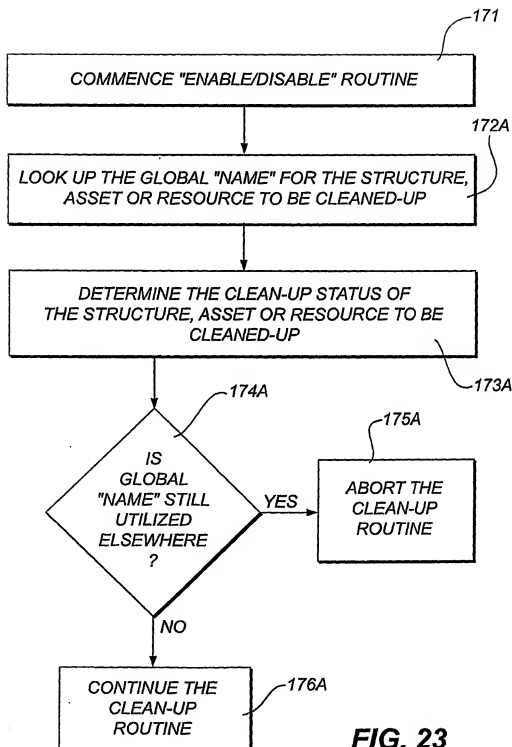 171
COMMENCE "ENABLE/DISABLE" ROUTINE
172A
LOOK UP THE GLOBAL "NAME" FOR THE STRUCTURE,
ASSET OR RESOURCE TO BE CLEANED-UP
DETERMINE THE CLEAN-UP STATUS OF
THE STRUCTURE, ASSET OR RESOURCE TO BE
CLEANED-UP
173A
174A
IS
GLOBAL
"NAME" STILL
UTILIZED
ELSEWHERE
?
YES
175A
ABORT THE
CLEAN-UP
ROUTINE
NO
CONTINUE THE
CLEAN-UP
ROUTINE
176A
FIG. 23